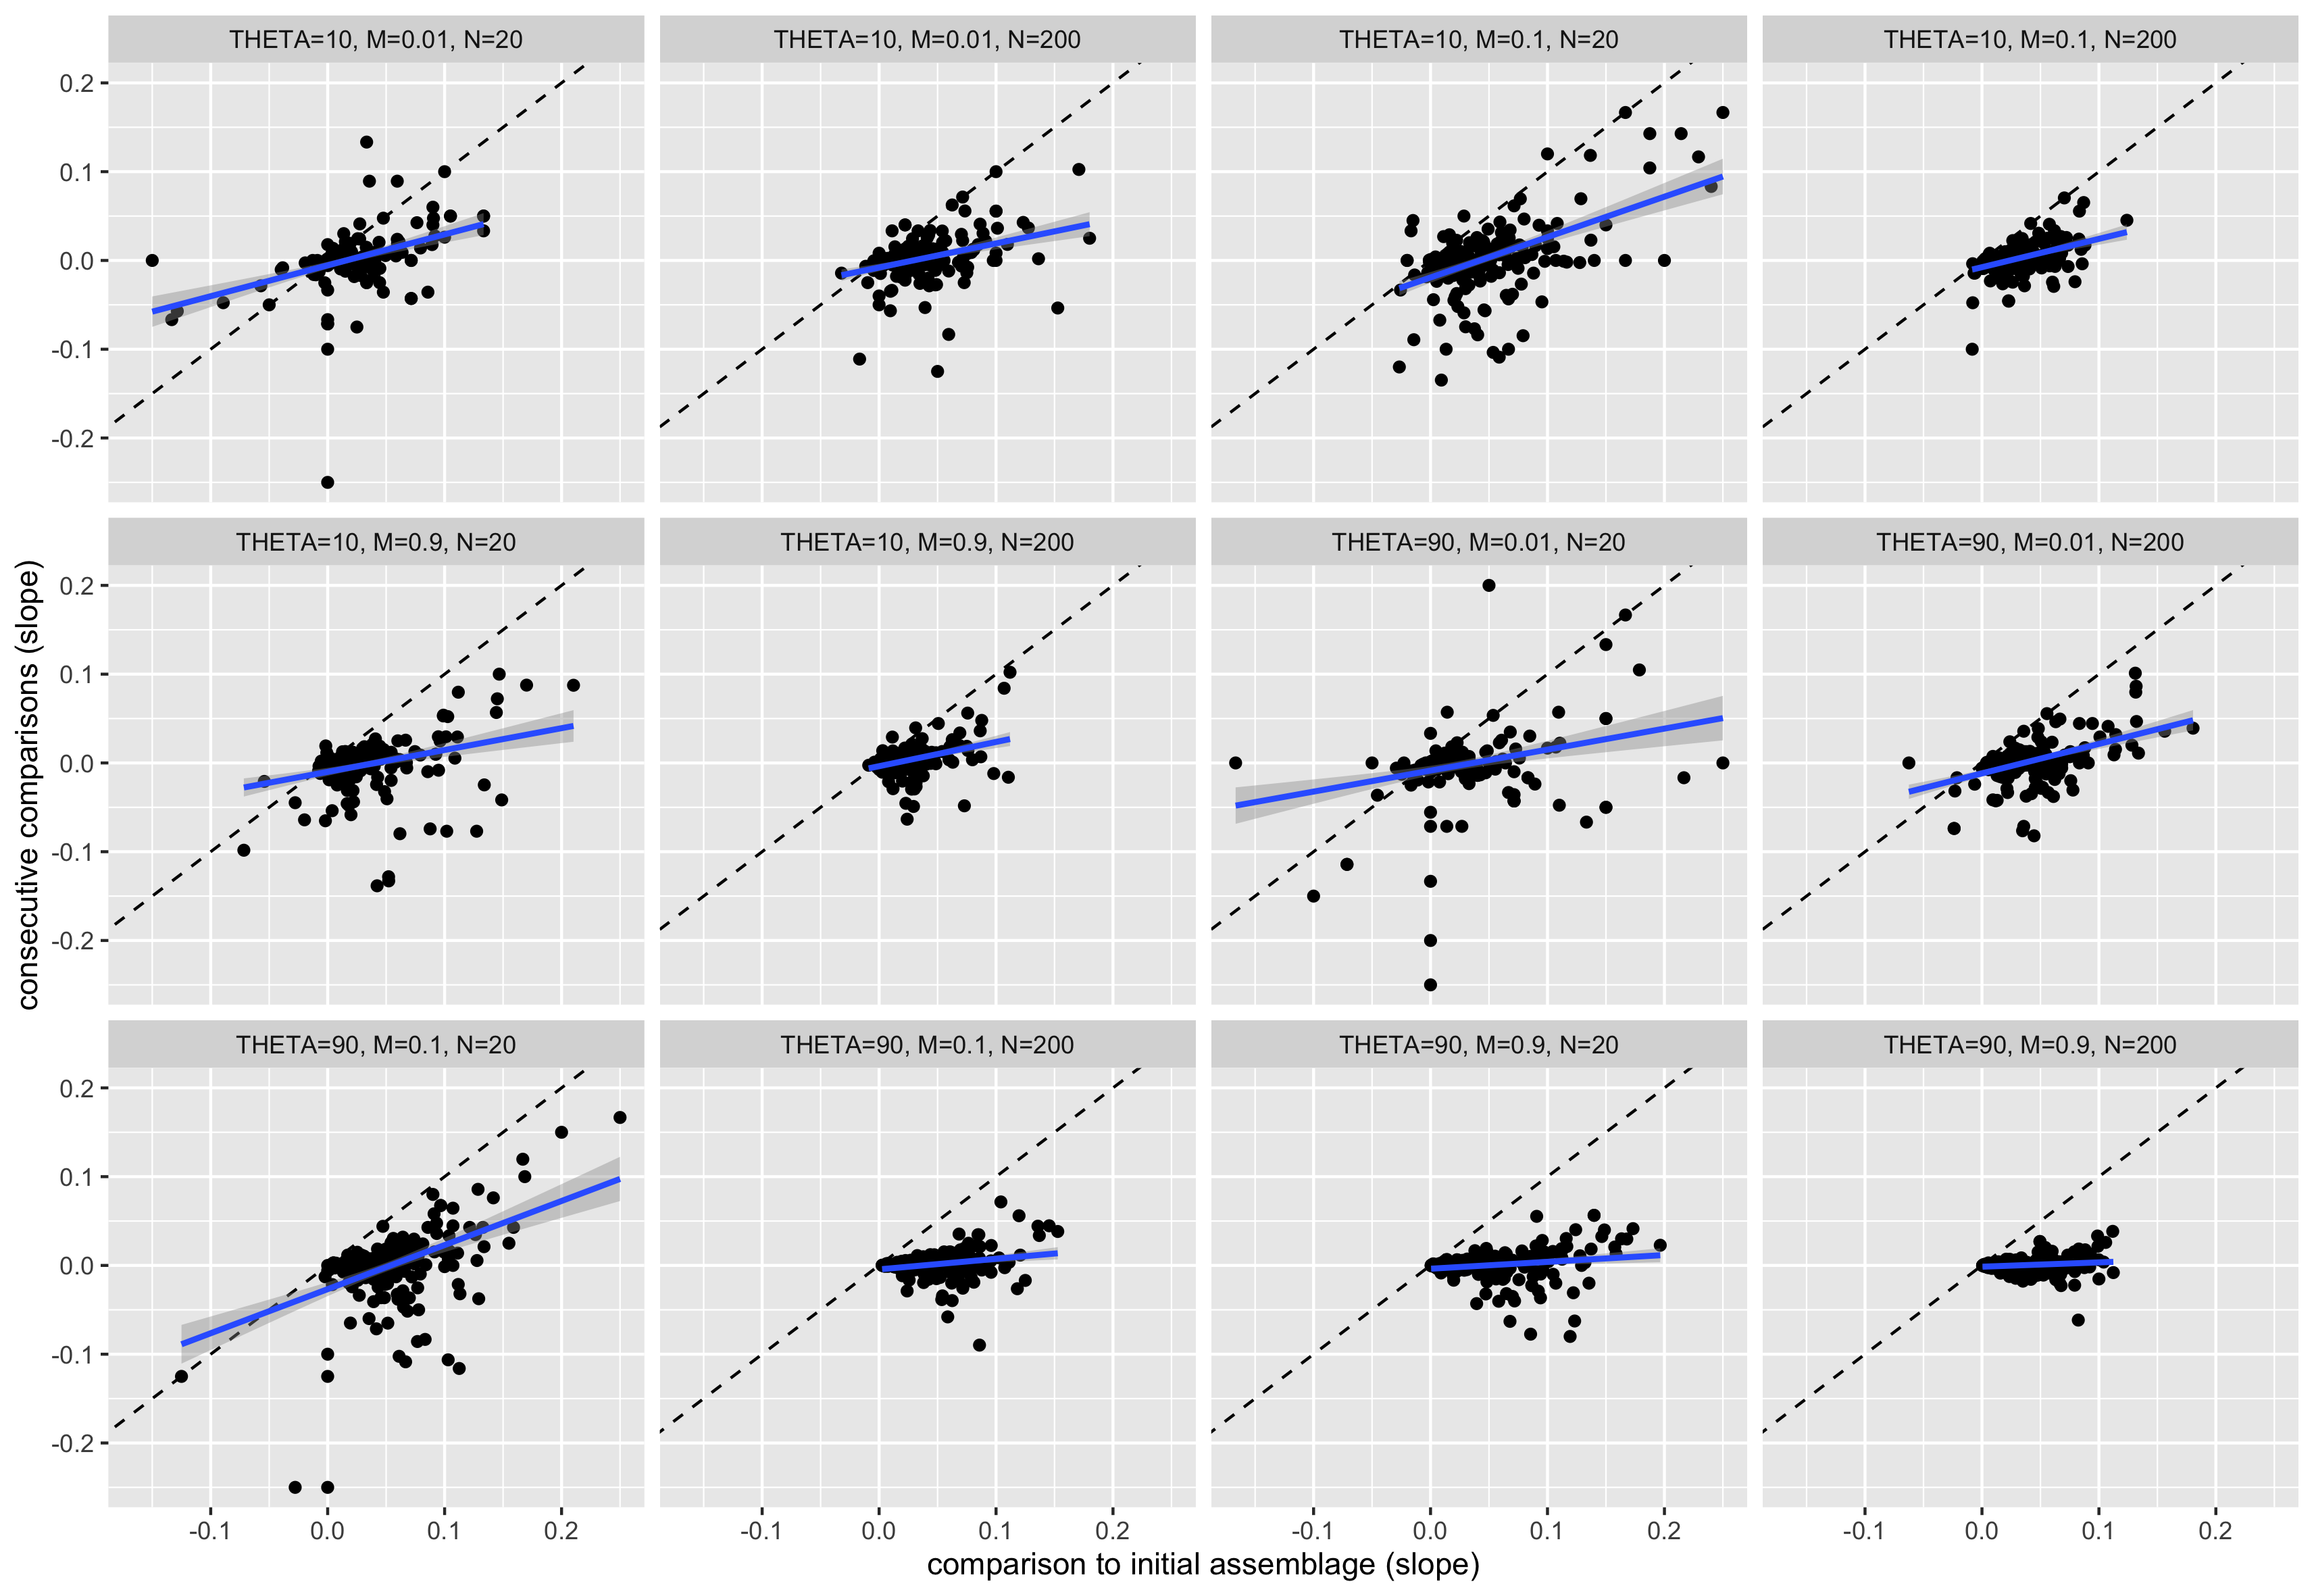 THETA=10, M=0.01, N=20
THETA=10, M=0.01, N=200
THETA=10, M=0.1, N=20
THETA=10, M=0.1, N=200
0.2
0.1
0.0
-0.1
-0.2
THETA=10, M=0.9, N=20
THETA=10, M=0.9, N=200
THETA=90, M=0.01, N=20
THETA=90, M=0.01, N=200
0.2
0.1
0.0
-0.1
-0.2
consecutive comparisons (slope)
THETA=90, M=0.1, N=20
THETA=90, M=0.1, N=200
THETA=90, M=0.9, N=20
THETA=90, M=0.9, N=200
0.2
0.1
0.0
-0.1
-0.2
-0.1 0.0 0.1 0.2
-0.1 0.0 0.1 0.2
-0.1 0.0 0.1 0.2
-0.1 0.0 0.1 0.2
comparison to initial assemblage (slope)